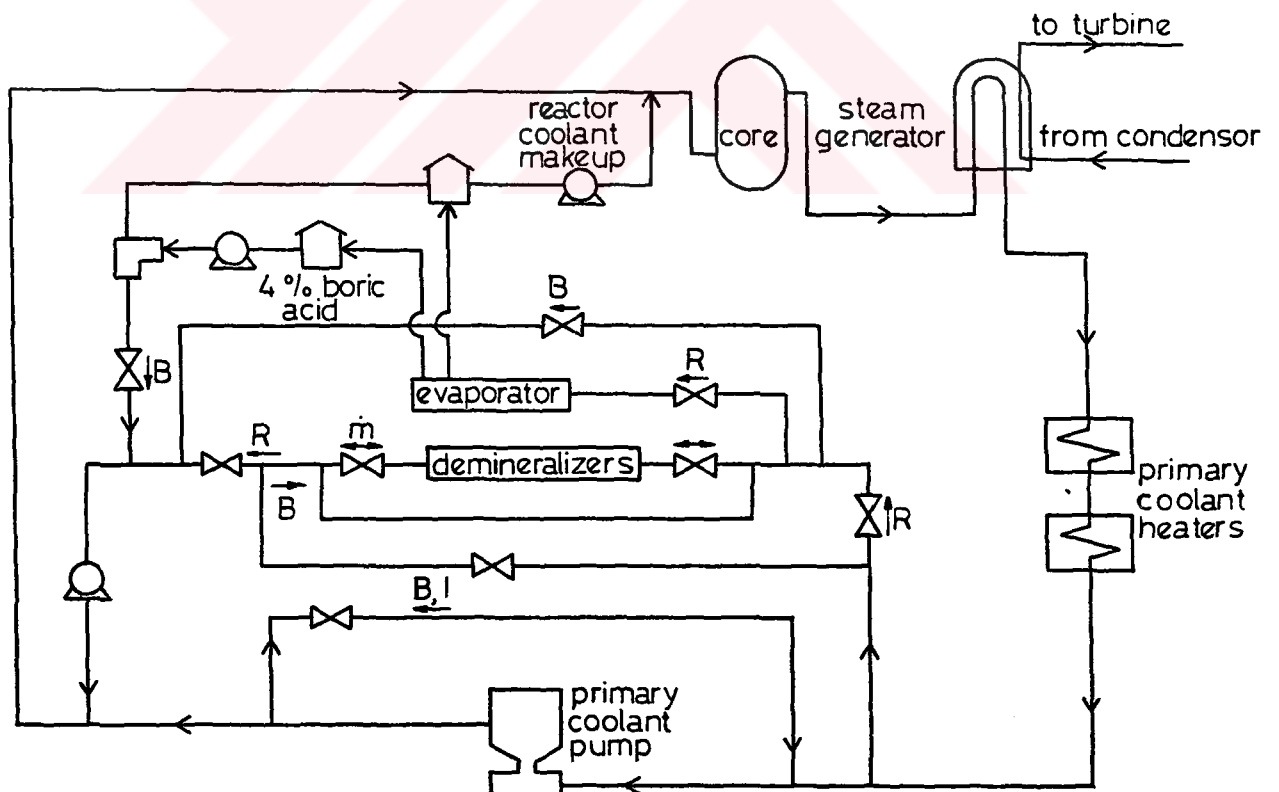 to turbine
reactor
coolant
makeup
core
steam
generator
from condensor
4 % boric
acid
B
B
R
evaporator
R
ṁ
demineralizers
B
R
primary
coolant
heaters
B, I
primary
coolant
pump